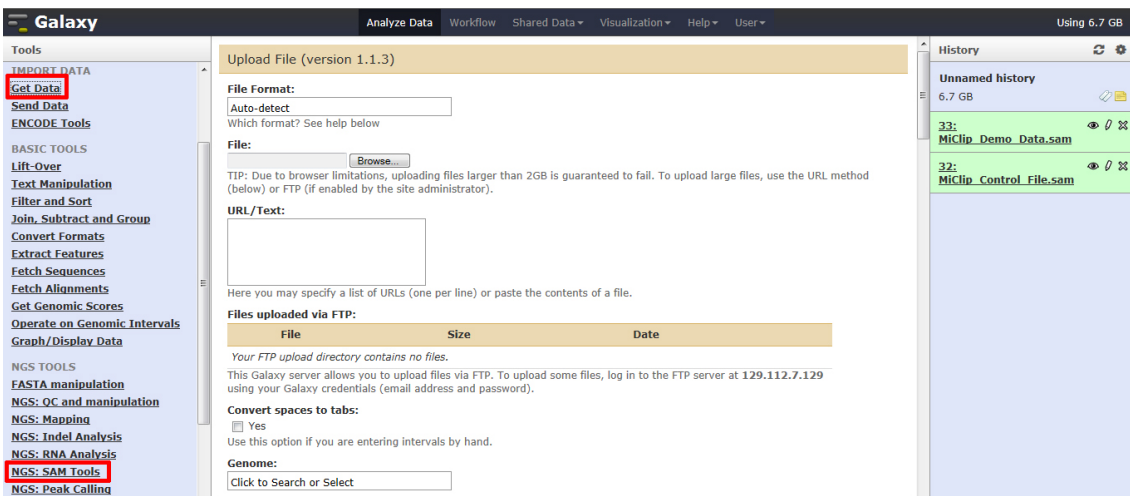 Galaxy
Analyze Data Workflow Shared Data Visualization Help User
Using 6.7 GB
Tools
IMPORT DATA
Get Data
Send Data
ENCODE Tools
BASIC TOOLS
Lift-Over
Text Manipulation
Filter and Sort
Join, Subtract and Group
Convert Formats
Extract Features
Fetch Sequences
Fetch Alignments
Get Genomic Scores
Operate on Genomic Intervals
Graph/Display Data
NGS TOOLS
FASTA manipulation
NGS: QC and manipulation
NGS: Mapping
NGS: Indel Analysis
NGS: RNA Analysis
NGS: SAM Tools
NGS: Peak Calling
Upload File (version 1.1.3)
File Format:
Auto-detect
Which format? See help below
File:
Browse...
TIP: Due to browser limitations, uploading files larger than 2GB is guaranteed to fail. To upload large files, use the URL method
(below) or FTP (if enabled by the site administrator).
URL/Text:
Here you may specify a list of URLs (one per line) or paste the contents of a file.
Files uploaded via FTP:
File Size Date
Your FTP upload directory contains no files.
This Galaxy server allows you to upload files via FTP. To upload some files, log in to the FTP server at 129.112.7.129
using your Galaxy credentials (email address and password).
Convert spaces to tabs:
Yes
Use this option if you are entering intervals by hand.
Genome:
Click to Search or Select
History
Unnamed history
6.7 GB
33:
MiClip_Demo_Data.sam
32:
MiClip_Control_File.sam